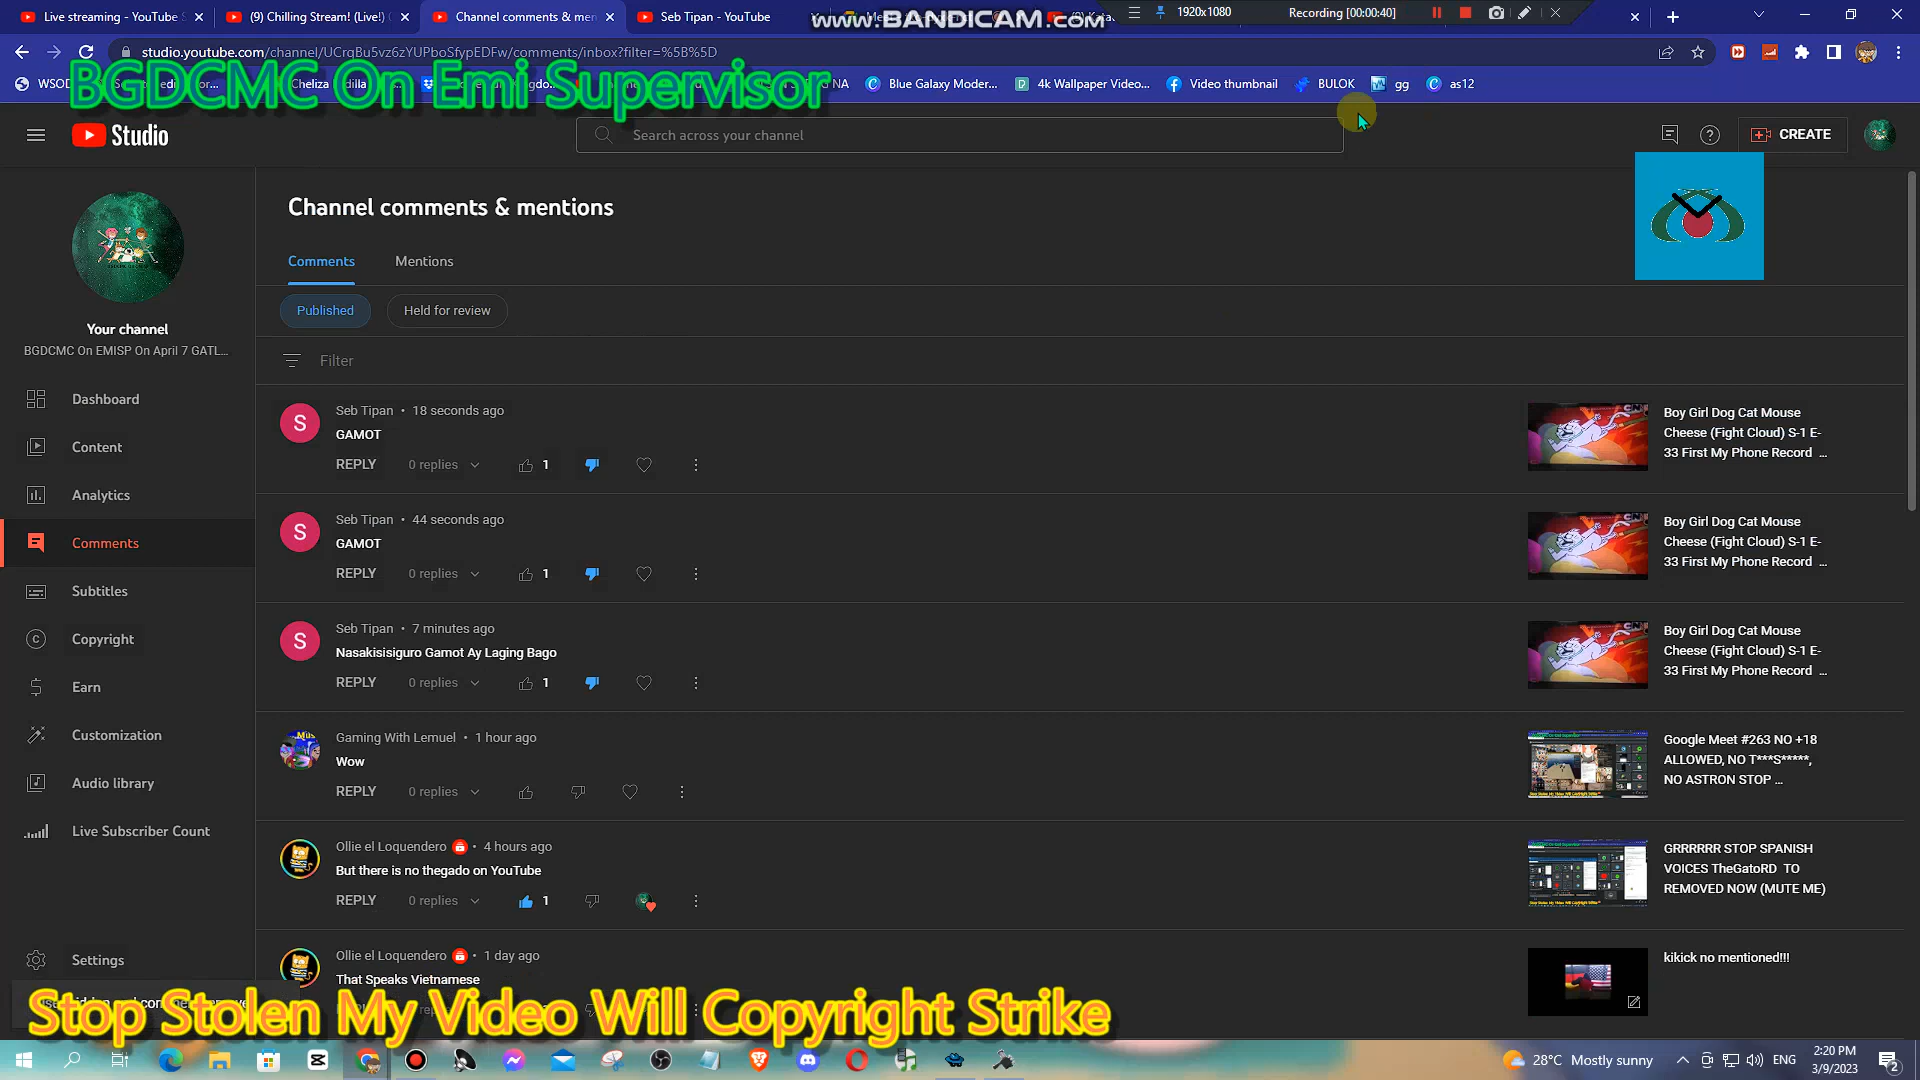 Live streaming - YouTube S
(9) Chilling Stream! (Live!)
Channel comments & men
Seb Tipan - YouTube
www.BANDICAM.com
1920x1080
Recording [00:00:40]
studio.youtube.com/channel/UCrqBu5vz6zYUPboSfypEDFw/comments/inbox?filter=%5B%5D
BGDCMC On Emi Supervisor
WSOD
Cheliza
NA
Blue Galaxy Moder...
4k Wallpaper Video...
Video thumbnail
BULOK
gg
as12
Studio
Search across your channel
CREATE
Channel comments & mentions
Comments
Mentions
Published
Held for review
Filter
Your channel
BGDCMC On EMISP On April 7 GATL...
Dashboard
Content
Analytics
Comments
Subtitles
Copyright
Earn
Customization
Audio library
Live Subscriber Count
Settings
S
Seb Tipan • 18 seconds ago
GAMOT
REPLY 0 replies 1
Boy Girl Dog Cat Mouse
Cheese (Fight Cloud) S-1 E-
33 First My Phone Record ...
S
Seb Tipan • 44 seconds ago
GAMOT
REPLY 0 replies 1
Boy Girl Dog Cat Mouse
Cheese (Fight Cloud) S-1 E-
33 First My Phone Record ...
S
Seb Tipan • 7 minutes ago
Nasakisisiguro Gamot Ay Laging Bago
REPLY 0 replies 1
Boy Girl Dog Cat Mouse
Cheese (Fight Cloud) S-1 E-
33 First My Phone Record ...
Gaming With Lemuel • 1 hour ago
Wow
REPLY 0 replies
Google Meet #263 NO +18
ALLOWED, NO T***S*****,
NO ASTRON STOP ...
Ollie el Loquendero • 4 hours ago
But there is no thegado on YouTube
REPLY 0 replies 1
GRRRRRR STOP SPANISH
VOICES TheGatoRD TO
REMOVED NOW (MUTE ME)
Ollie el Loquendero • 1 day ago
That Speaks Vietnamese
kikick no mentioned!!!
Stop Stolen My Video Will Copyright Strike
28°C Mostly sunny
ENG
2:20 PM
3/9/2023
2